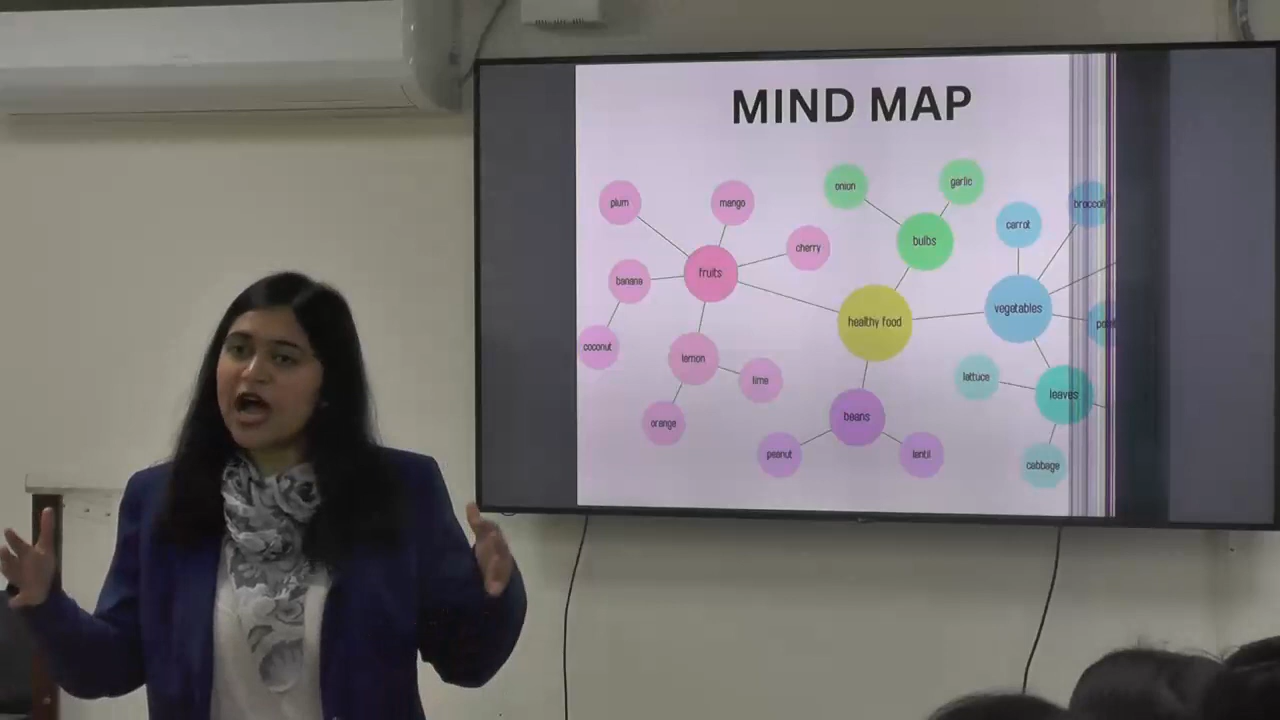 MIND MAP
plum
mango
cherry
fruits
banana
coconut
lemon
lime
orange
onion
garlic
bulbs
healthy food
beans
peanut
lentil
carrot
broccoli
vegetables
lettuce
leaves
cabbage